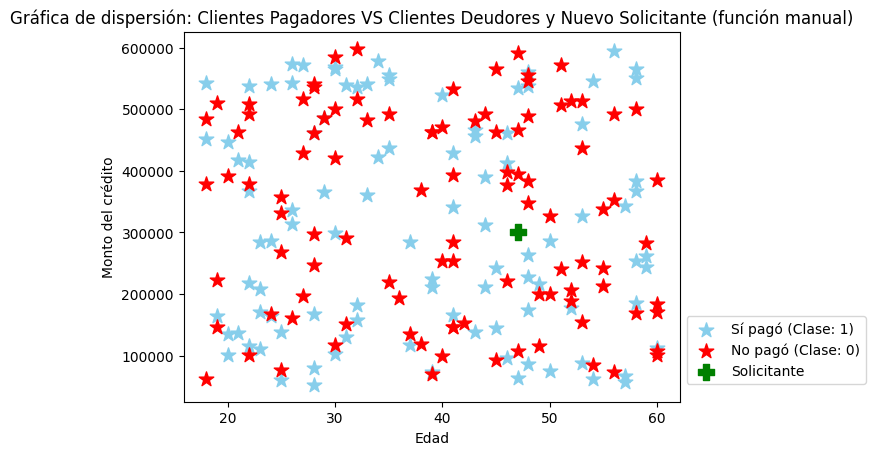 Gráfica de dispersión: Clientes Pagadores VS Clientes Deudores y Nuevo Solicitante (función manual)
600000
500000
400000
300000
200000
100000
Monto del crédito
20 30 40 50 60
Edad
Sí pagó (Clase: 1)
No pagó (Clase: 0)
Solicitante